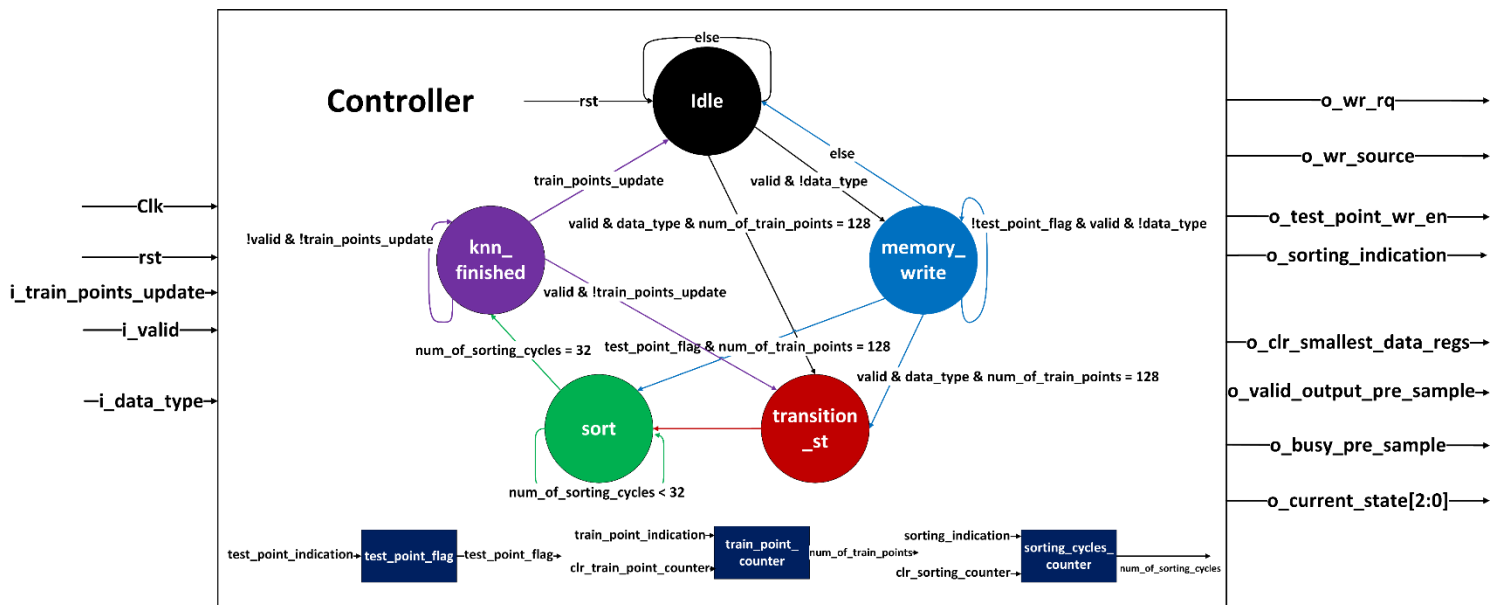 else
Controller
rst
Idle
o_wr_rq
o_wr_source
else
train_points_update
valid & !data_type
Clk
valid & data_type & num_of_train_points = 128
!test_point_flag & valid & !data_type
o_test_point_wr_en
!valid & !train_points_update
knn_
finished
memory_
write
rst
o_sorting_indication
i_train_points_update
valid & !train_points_update
i_valid
num_of_sorting_cycles = 32
test_point_flag & num_of_train_points = 128
o_clr_smallest_data_regs
valid & data_type & num_of_train_points = 128
i_data_type
o_valid_output_pre_sample
sort
transition
_st
o_busy_pre_sample
num_of_sorting_cycles < 32
o_current_state[2:0]
test_point_indication
test_point_flag
test_point_flag
train_point_indication
clr_train_point_counter
train_point_
counter
num_of_train_points
sorting_indication
clr_sorting_counter
sorting_cycles_
counter
num_of_sorting_cycles